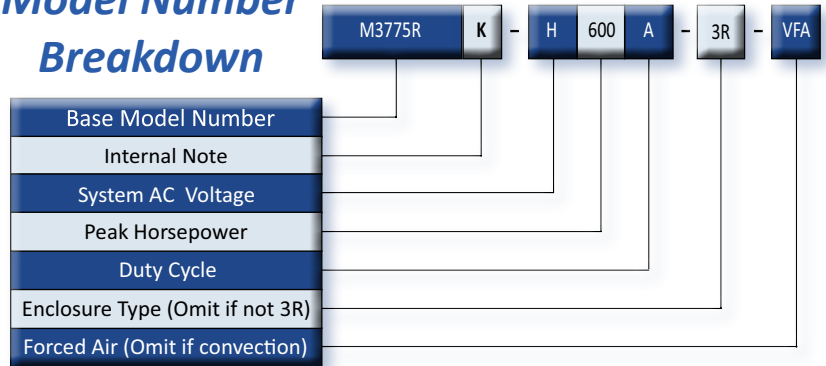 Model Number
Breakdown
M3775R K - H 600 A - 3R - VFA
Base Model Number
Internal Note
System AC Voltage
Peak Horsepower
Duty Cycle
Enclosure Type (Omit if not 3R)
Forced Air (Omit if convection)